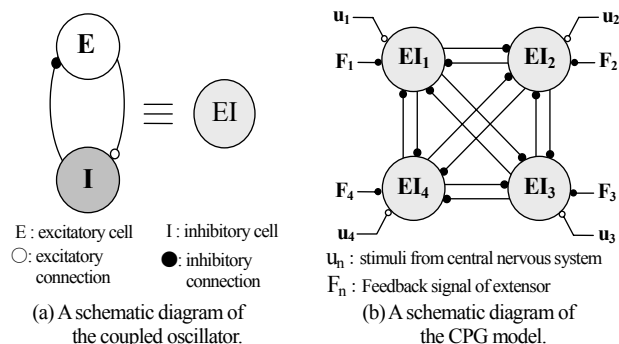 E
I
EI
E : excitatory cell
I : inhibitory cell
○: excitatory
connection
●: inhibitory
connection
(a) A schematic diagram of
the coupled oscillator.
u1
u2
F1
EI1
EI2
F2
F4
EI4
EI3
F3
u4
u3
un : stimuli from central nervous system
Fn : Feedback signal of extensor
(b) A schematic diagram of
the CPG model.